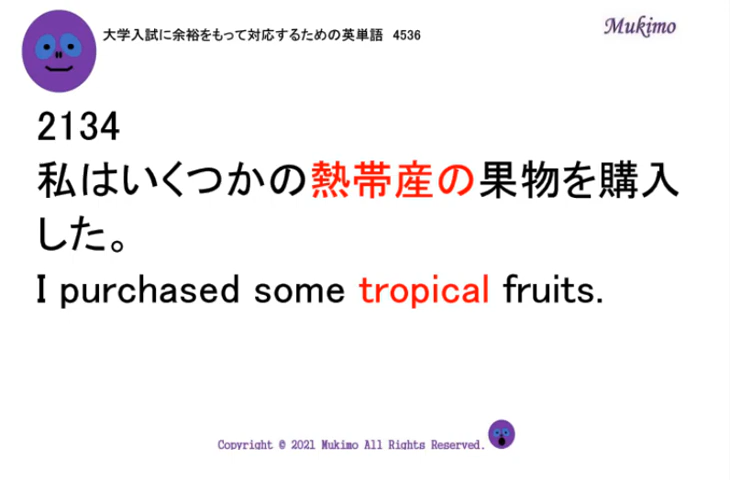 大学入試に余裕をもって対応するための英単語 4536
Mukimo
2134
私はいくつかの熱帯産の果物を購入
した。
I purchased some tropical fruits.
Copyright © 2021 Mukimo All Rights Reserved.